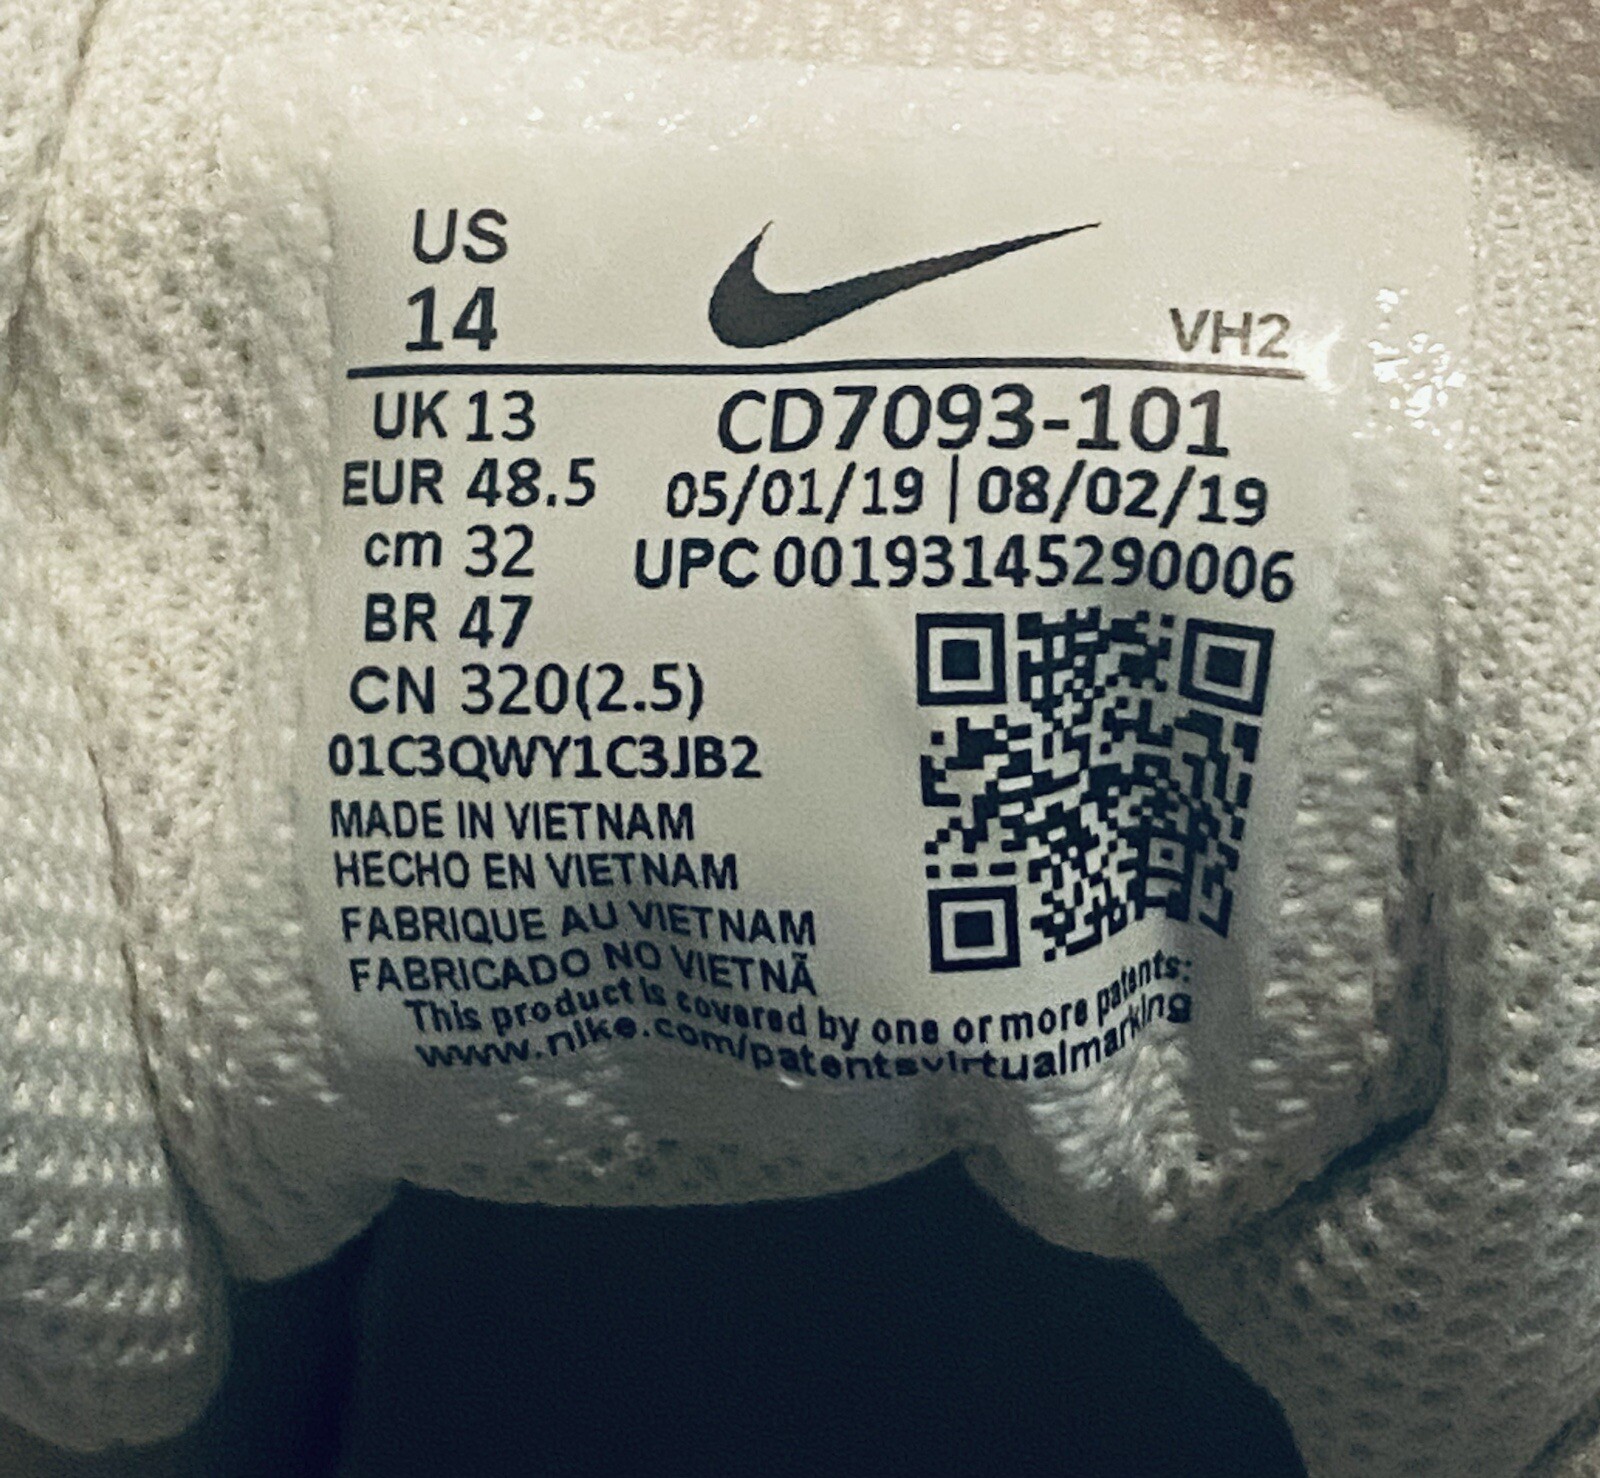 US
14
VH2
UK 13
CD7093-101
EUR 48.5
05/01/19 | 08/02/19
cm 32
UPC 00193145290006
BR 47
CN 320(2.5)
01C3QWY1C3JB2
MADE IN VIETNAM
HECHO EN VIETNAM
FABRIQUE AU VIETNAM
FABRICADO NO VIETNÃ
This product is covered by one or more patents:
www.nike.com/patentsvirtualmarking